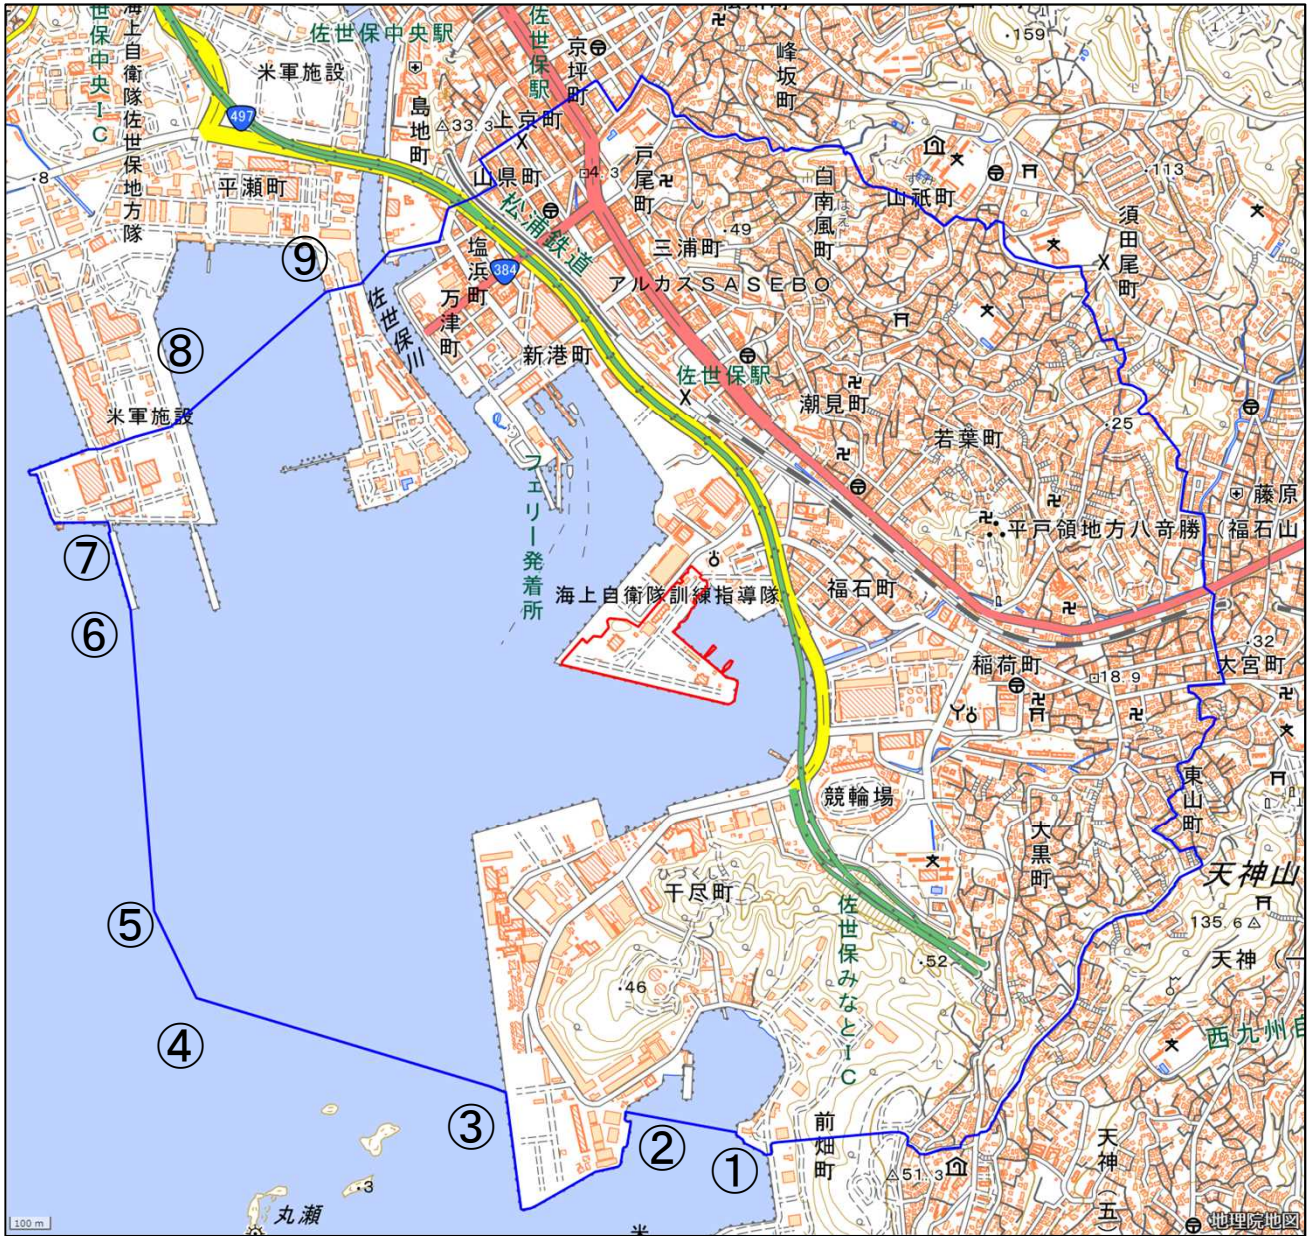 世保中央IC
海上自衛隊佐世保地方隊
佐世保中央駅
米軍施設
佐世保駅
京坪町
峰坂町
・159
497
島地町
△33.3
上京町
戸尾町
・8
平瀬町
山県町
□4.3
白南風町
はえ
山祇町
・113
須田尾町
松浦鉄道
・49
三浦町
⑨
塩浜町
384
アルカスSASEBO
万津町
佐世保川
⑧
新港町
佐世保駅
潮見町
・25
若葉町
米軍施設
フェリー発着所
藤原
平戸領地方八竒勝(福石山
⑦
海上自衛隊訓練指導隊
福石町
⑥
・32
稲荷町
大宮町
□18.9
東山町
競輪場
大黒町
ひづくし
干尽町
天神山
⑤
佐世保みなとIC
135.6△
・52
天神(一
・46
④
西九州自
③
②
①
前畑町
天神(五
△51.3
・3
丸瀬
米
100 m
地理院地図